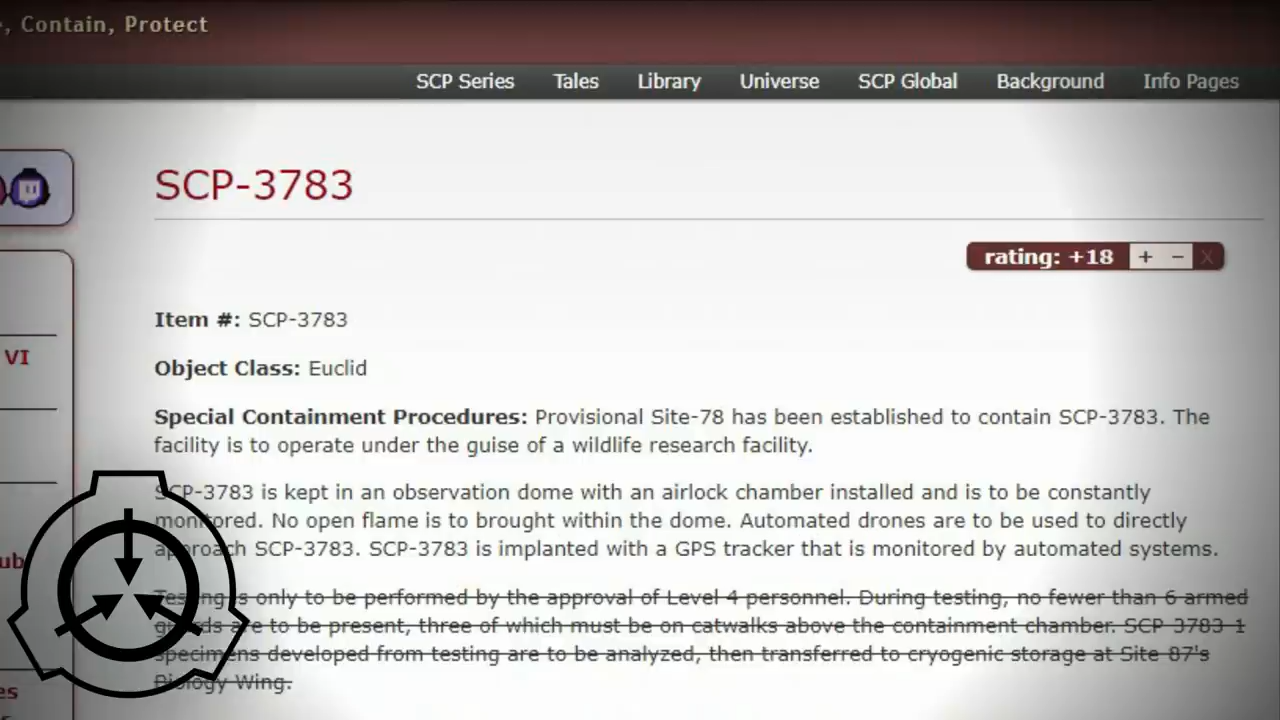 , Contain, Protect
SCP Series Tales Library Universe SCP Global Background Info Pages
SCP-3783
rating: +18 + − X
Item #: SCP-3783
Object Class: Euclid
VI
Special Containment Procedures: Provisional Site-78 has been established to contain SCP-3783. The
facility is to operate under the guise of a wildlife research facility.
SCP-3783 is kept in an observation dome with an airlock chamber installed and is to be constantly
monitored. No open flame is to brought within the dome. Automated drones are to be used to directly
approach SCP-3783. SCP-3783 is implanted with a GPS tracker that is monitored by automated systems.
ub
Testing is only to be performed by the approval of Level 4 personnel. During testing, no fewer than 6 armed
guards are to be present, three of which must be on catwalks above the containment chamber. SCP-3783-1
specimens developed from testing are to be analyzed, then transferred to cryogenic storage at Site-87's
Biology Wing.
es